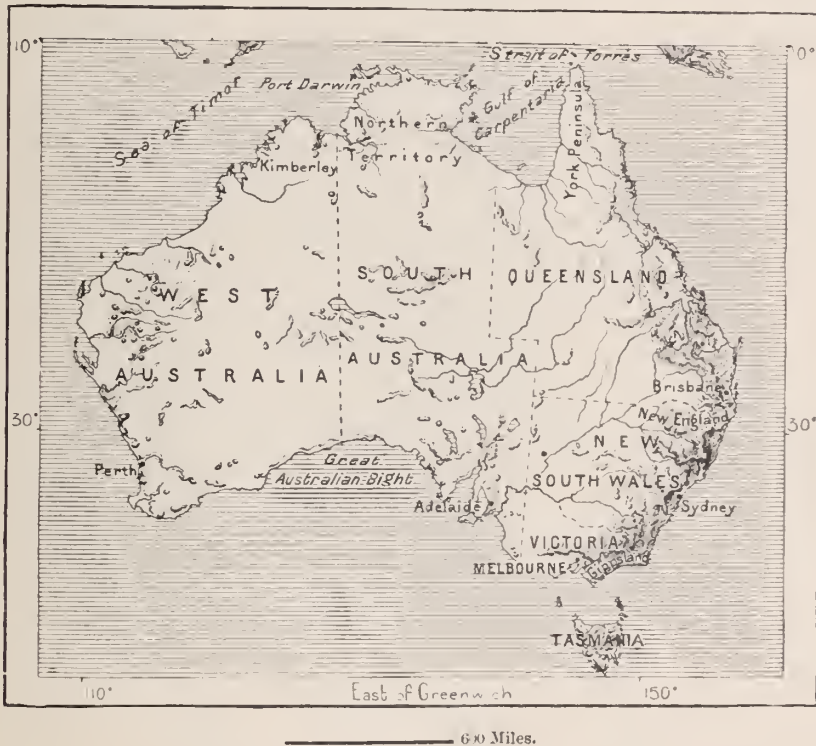 10°
10°
Strait of Torres
Sea of Timor
Port Darwin
Gulf of
Carpentaria
York Peninsula
Northern
Territory
Kimberley
SOUTH
QUEENSLAND
WEST
AUSTRALIA
AUSTRALIA
Brisbane
30°
30°
New England
NEW
Great
Australian Bight
Perth
SOUTH WALES
Adelaide
Sydney
VICTORIA
MELBOURNE
Gippsland
TASMANIA
110°
East of Greenwich
150°
600 Miles.